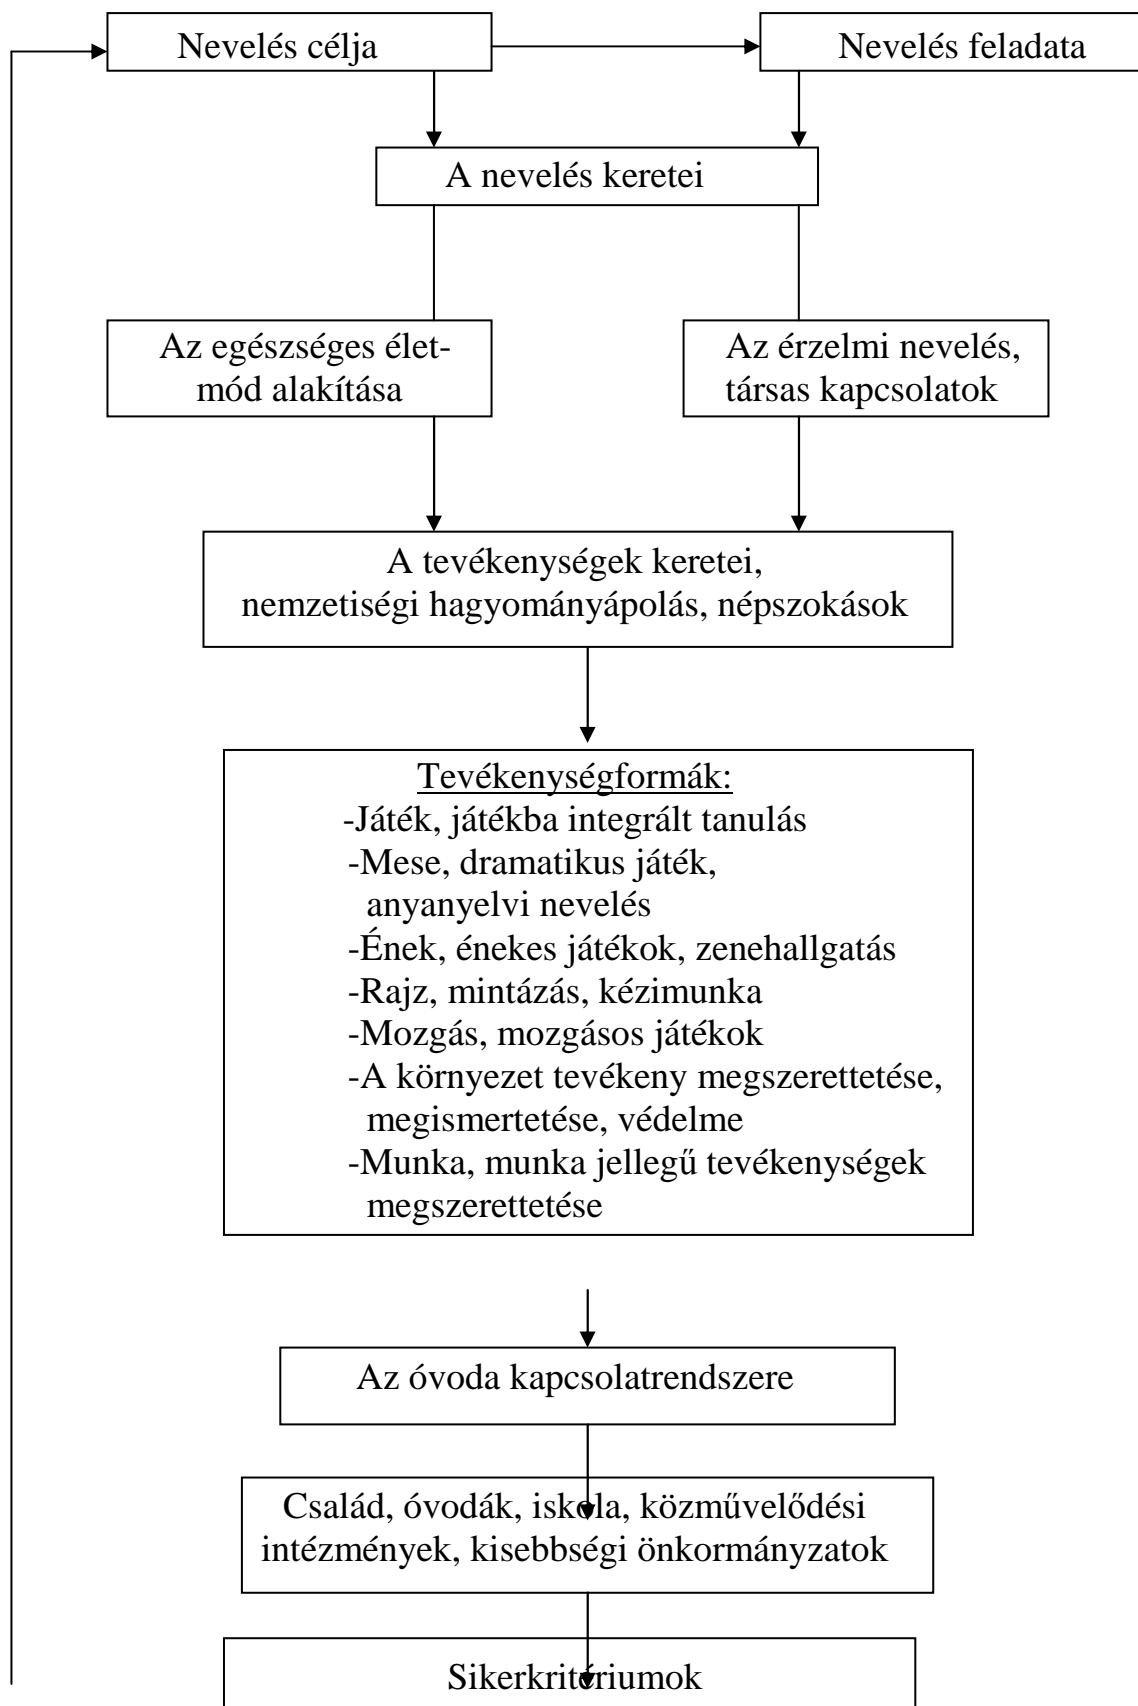 Nevelés célja
Nevelés feladata
A nevelés keretei
Az egészséges élet-
mód alakítása
Az érzelmi nevelés,
társas kapcsolatok
A tevékenységek keretei,
nemzetiségi hagyományápolás, népszokások
Tevékenységformák:
-Játék, játékba integrált tanulás
-Mese, dramatikus játék,
anyanyelvi nevelés
-Ének, énekes játékok, zenehallgatás
-Rajz, mintázás, kézimunka
-Mozgás, mozgásos játékok
-A környezet tevékeny megszerettetése,
megismertetése, védelme
-Munka, munka jellegű tevékenységek
megszerettetése
Az óvoda kapcsolatrendszere
Család, óvodák, iskola, közművelődési
intézmények, kisebbségi önkormányzatok
Sikerkritériumok